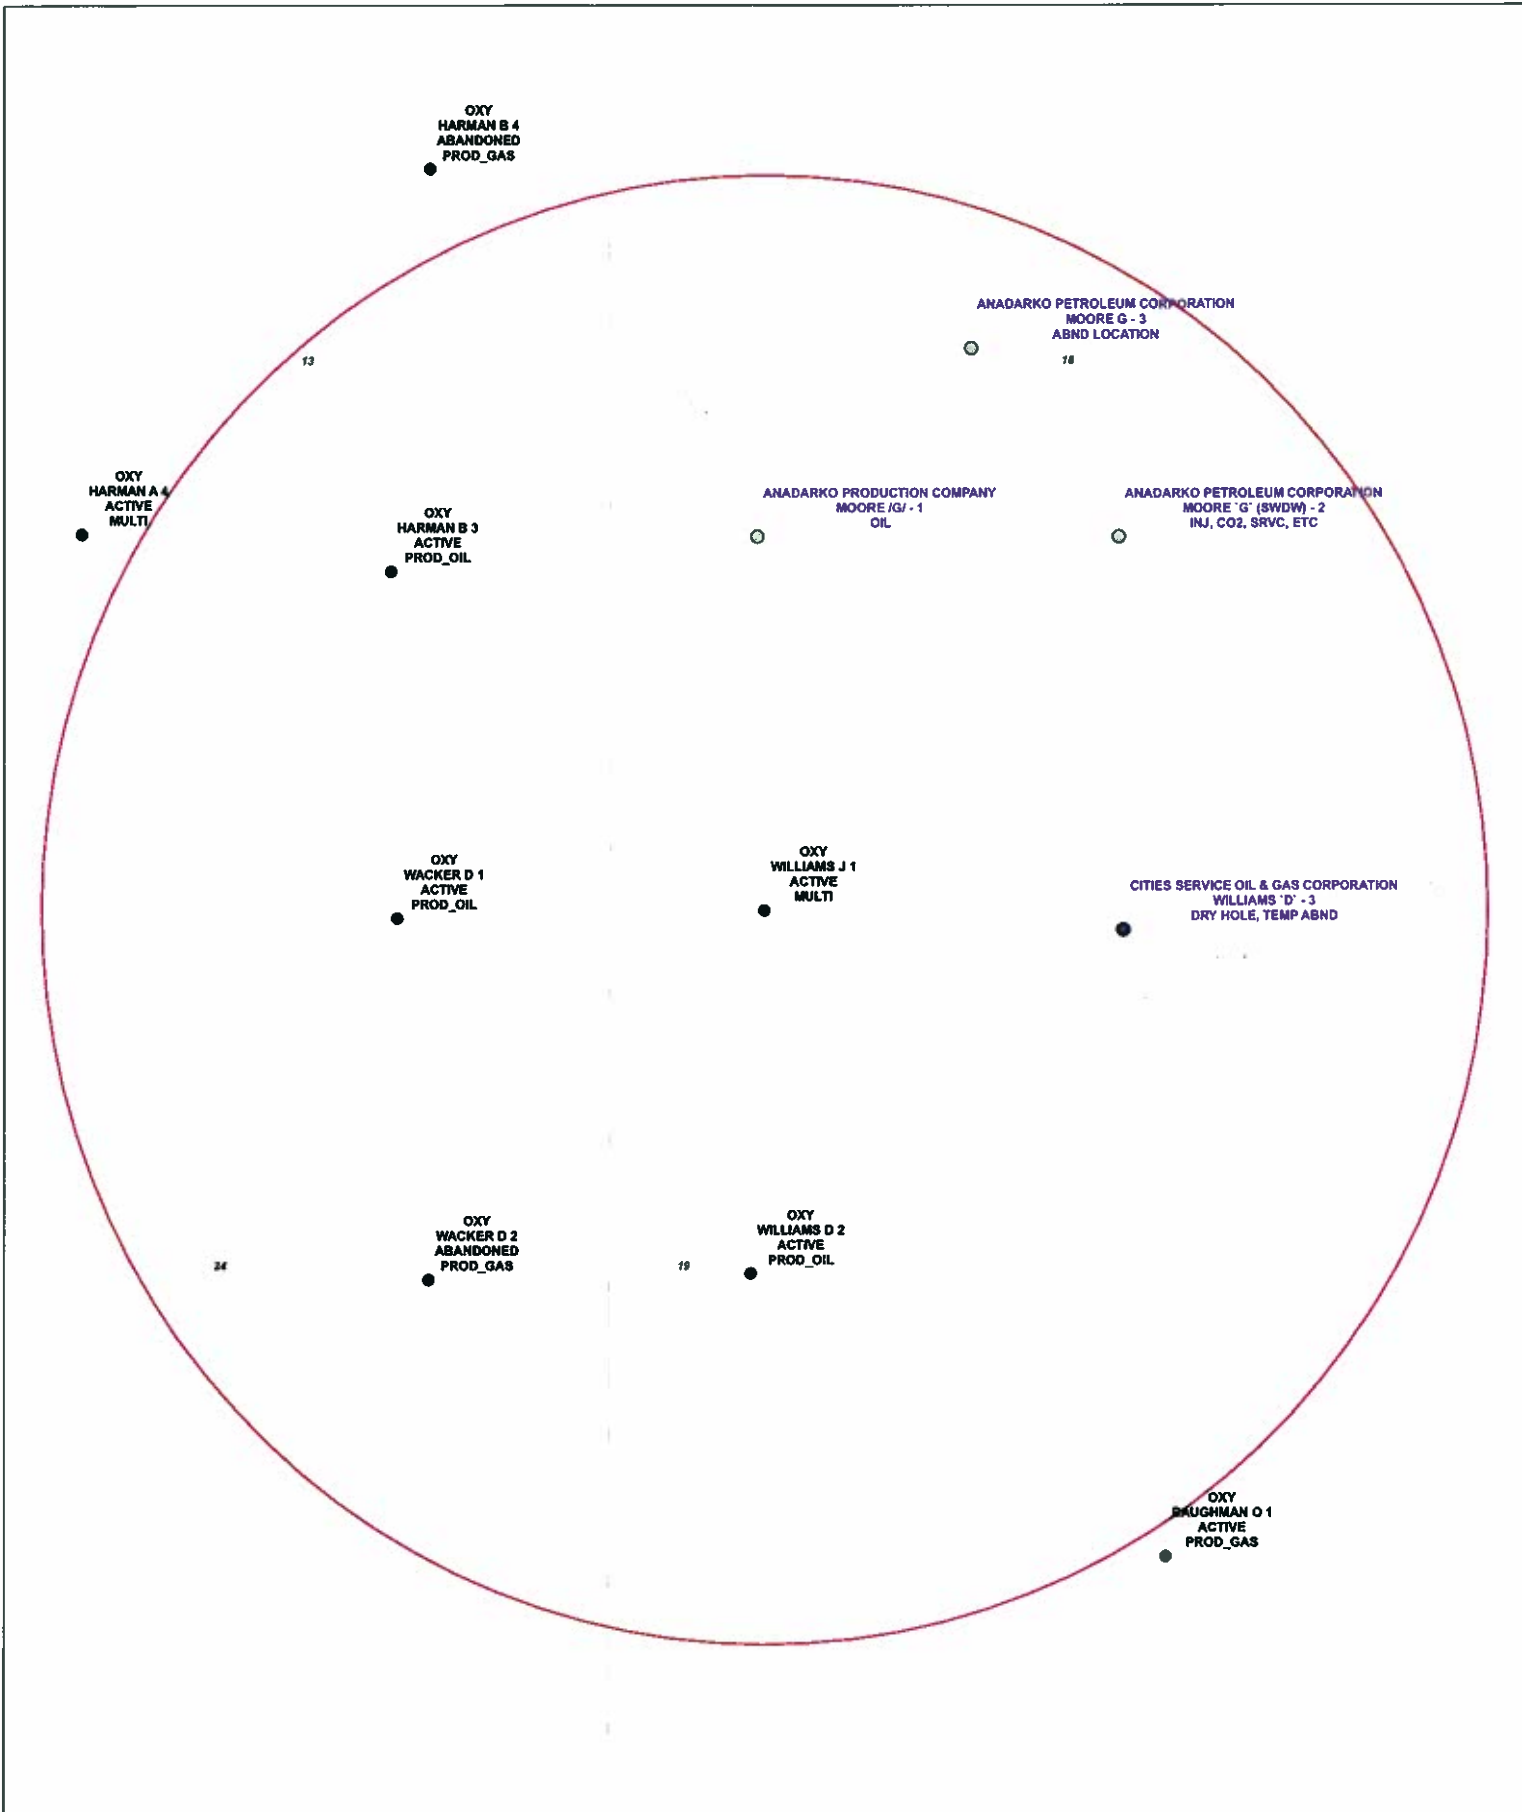 OXY
HARMAN B 4
ABANDONED
PROD_GAS
ANADARKO PETROLEUM CORPORATION
MOORE G - 3
ABND LOCATION
13
18
OXY
HARMAN A 4
ACTIVE
MULTI
OXY
HARMAN B 3
ACTIVE
PROD_OIL
ANADARKO PRODUCTION COMPANY
MOORE /G/ - 1
OIL
ANADARKO PETROLEUM CORPORATION
MOORE `G` (SWDW) - 2
INJ, CO2, SRVC, ETC
OXY
WACKER D 1
ACTIVE
PROD_OIL
OXY
WILLIAMS J 1
ACTIVE
MULTI
CITIES SERVICE OIL & GAS CORPORATION
WILLIAMS `D` - 3
DRY HOLE, TEMP ABND
OXY
WACKER D 2
ABANDONED
PROD_GAS
OXY
WILLIAMS D 2
ACTIVE
PROD_OIL
24
19
OXY
BAUGHMAN O 1
ACTIVE
PROD_GAS